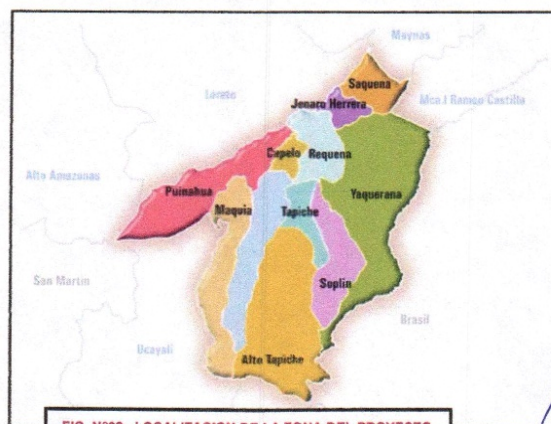 Maynas
Saquena
Loreto
Jenaro Herrera
Mcal Ramon Castilla
Capelo
Requena
Alto Amazonas
Puinahua
Yaquerana
Maquia
Tapiche
San Martin
Soplin
Brasil
Ucayali
Alto Tapiche